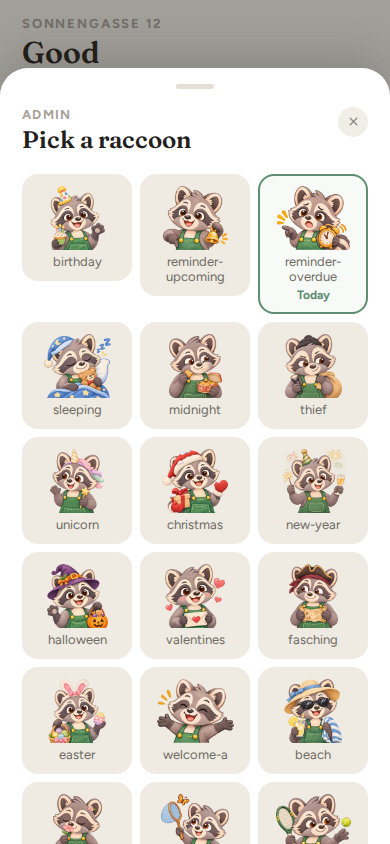 SONNENGASSE 12
Good
ADMIN
Pick a raccoon
×
birthday
reminder-
upcoming
reminder-
overdue
Today
sleeping
midnight
thief
unicorn
christmas
new-year
halloween
valentines
fasching
easter
welcome-a
beach